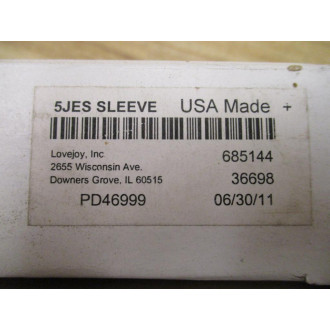 5JES SLEEVE USA Made +
Lovejoy, Inc 685144
2655 Wisconsin Ave.
Downers Grove, IL 60515 36698
PD46999 06/30/11